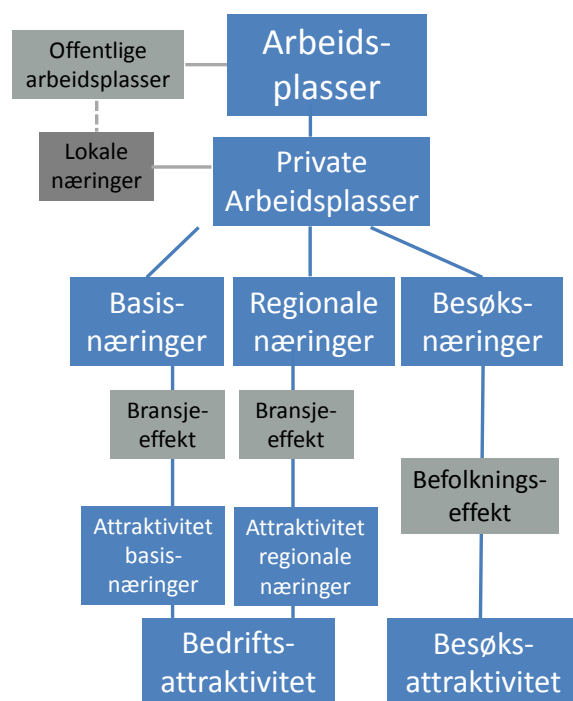 Offentlige
arbeidsplasser
Arbeids-
plasser
Lokale
næringer
Private
Arbeidsplasser
Basis-
næringer
Regionale
næringer
Besøks-
næringer
Bransje-
effekt
Bransje-
effekt
Befolknings-
effekt
Attraktivitet
basis-
næringer
Attraktivitet
regionale
næringer
Bedrifts-
attraktivitet
Besøks-
attraktivitet